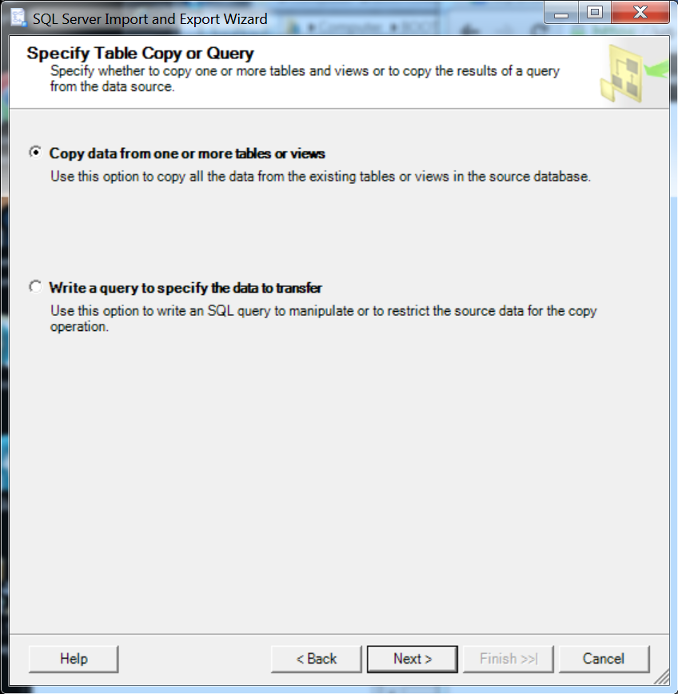 SQL Server Import and Export Wizard
Specify Table Copy or Query
Specify whether to copy one or more tables and views or to copy the results of a query
from the data source.
Copy data from one or more tables or views
Use this option to copy all the data from the existing tables or views in the source database.
Write a query to specify the data to transfer
Use this option to write an SQL query to manipulate or to restrict the source data for the copy
operation.
Help
< Back
Next >
Finish >>|
Cancel